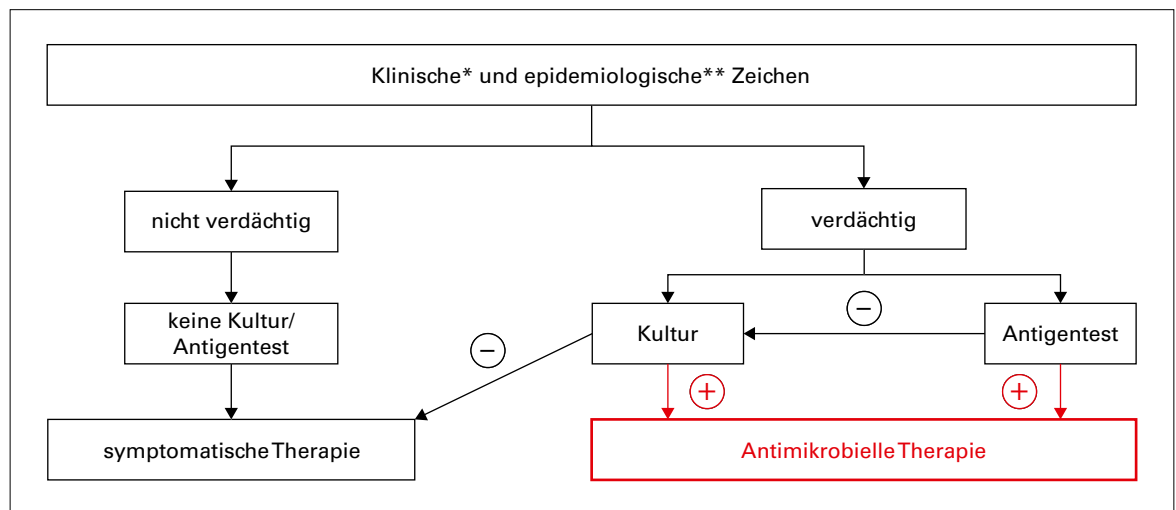 Klinische* und epidemiologische** Zeichen
nicht verdächtig
verdächtig
keine Kultur/
Antigentest
Kultur
−
Antigentest
−
+
+
symptomatische Therapie
Antimikrobielle Therapie